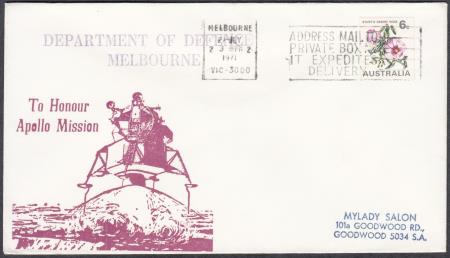 DEPARTMENT OF DEFENCE
MELBOURNE
MELBOURNE
1971
VIC-3000
ADDRESS MAIL TO
PRIVATE BOX
IT EXPEDITES
DELIVERY
6c
AUSTRALIA
To Honour
Apollo Mission
MYLADY SALON
101a GOODWOOD RD.,
GOODWOOD 5034 S.A.